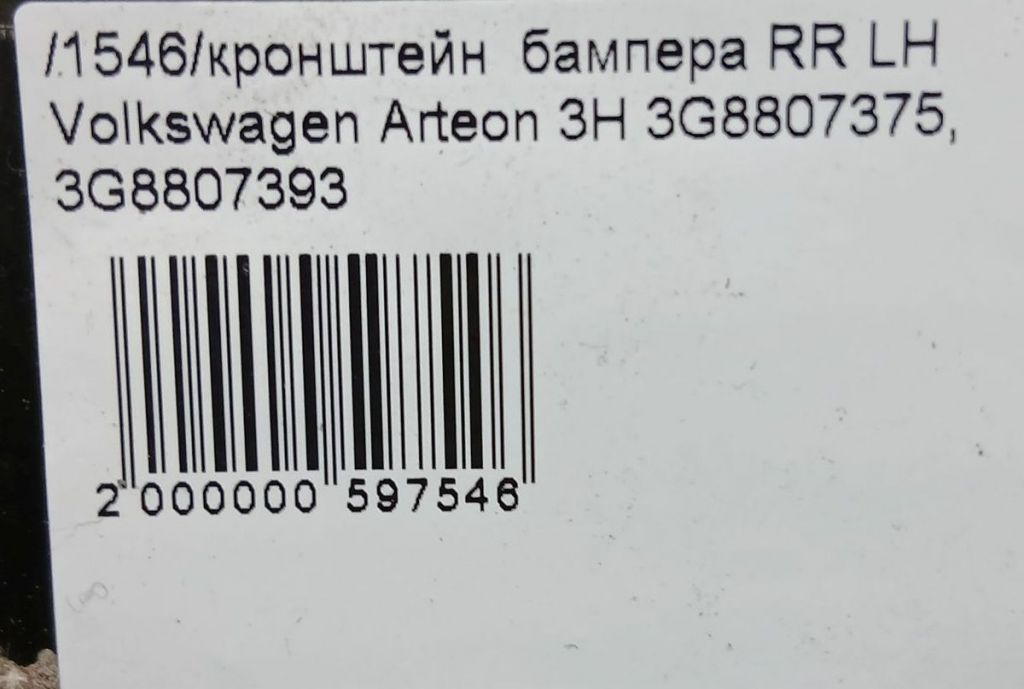 /.1546/кронштейн бампера RR LH
Volkswagen Arteon 3H 3G8807375,
3G8807393
2 000000 597546